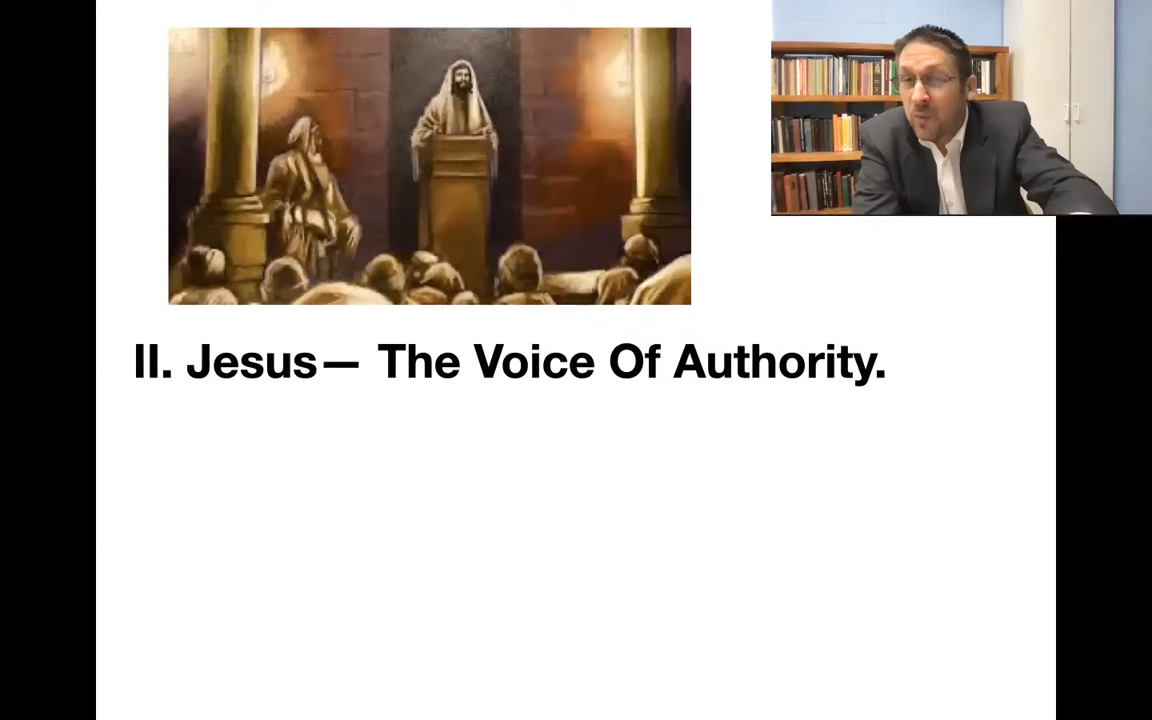 II. Jesus— The Voice Of Authority.